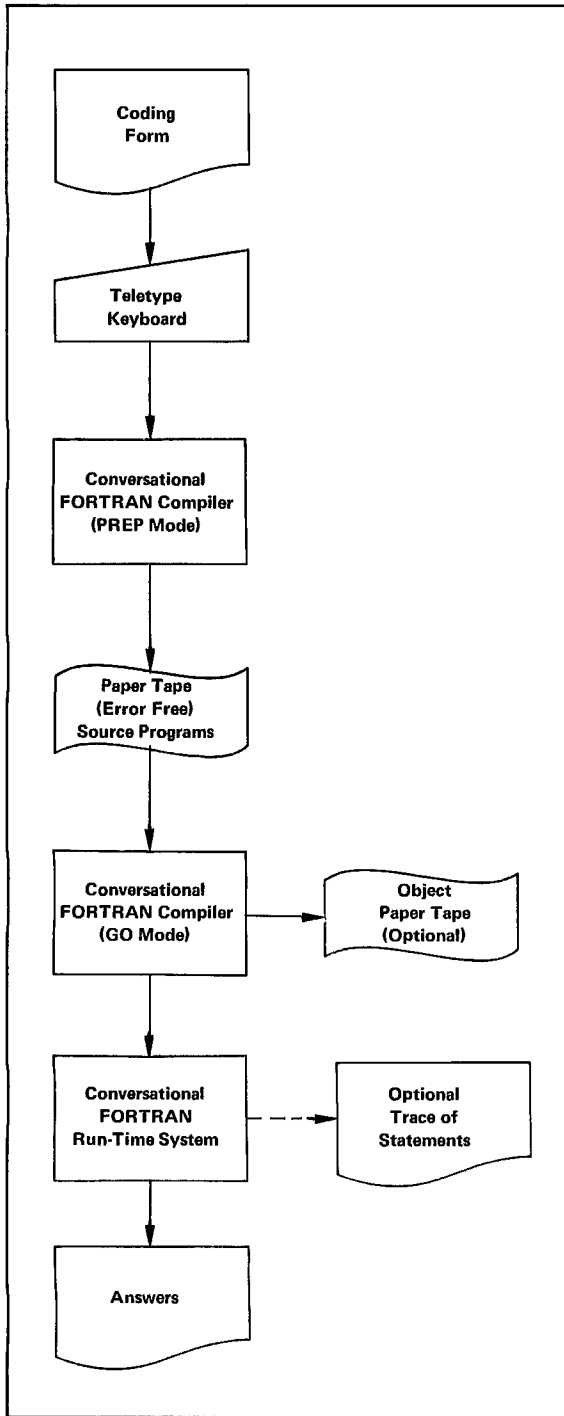 Coding
Form
Teletype
Keyboard
Conversational
FORTRAN Compiler
(PREP Mode)
Paper Tape
(Error Free)
Source Programs
Conversational
FORTRAN Compiler
(GO Mode)
Object
Paper Tape
(Optional)
Conversational
FORTRAN
Run-Time System
Optional
Trace of
Statements
Answers